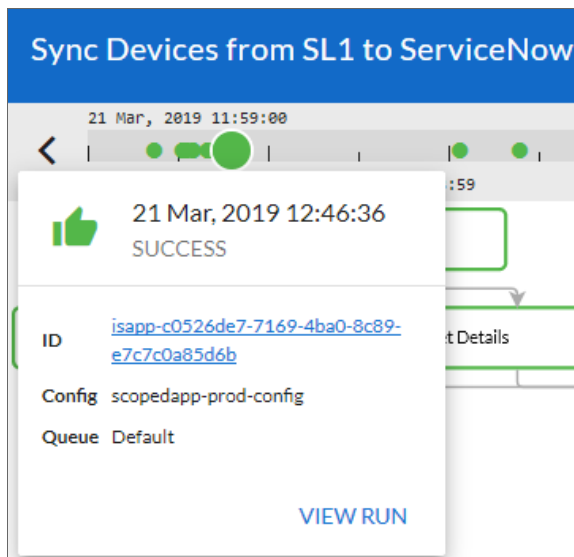 Sync Devices from SL1 to ServiceNow
21 Mar, 2019 11:59:00
:59
21 Mar, 2019 12:46:36
SUCCESS
ID isapp-c0526de7-7169-4ba0-8c89-
e7c7c0a85d6b
t Details
Config scopedapp-prod-config
Queue Default
VIEW RUN